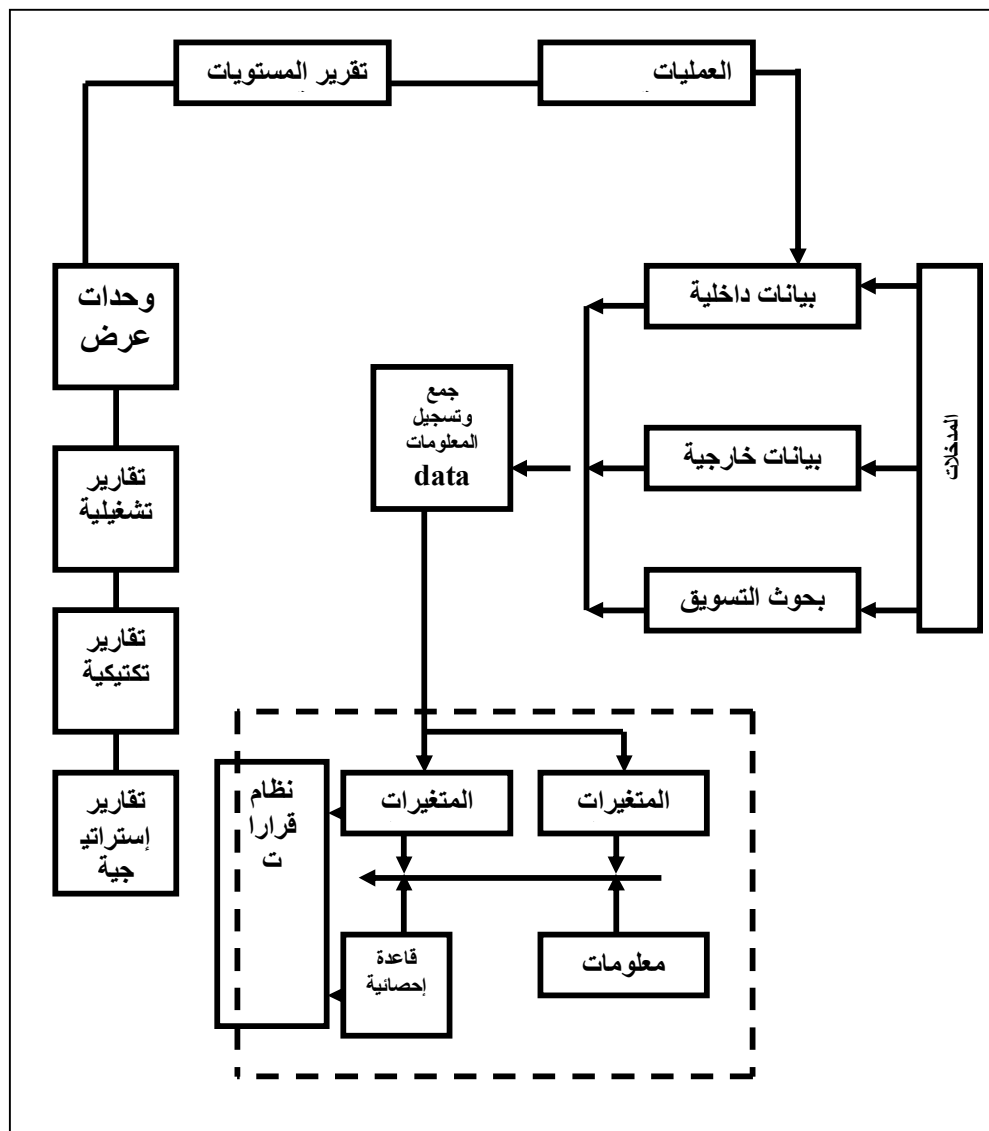 العمليات
تقرير المستويات
بيانات داخلية
وحدات
عرض
المدخلات
جمع
وتسجيل
المعلومات
data
بيانات خارجية
تقارير
تشغيلية
بحوث التسويق
تقارير
تكتيكية
المتغيرات
المتغيرات
نظام
قرارا
ت
تقارير
إستراتي
جية
معلومات
قاعدة
إحصائية